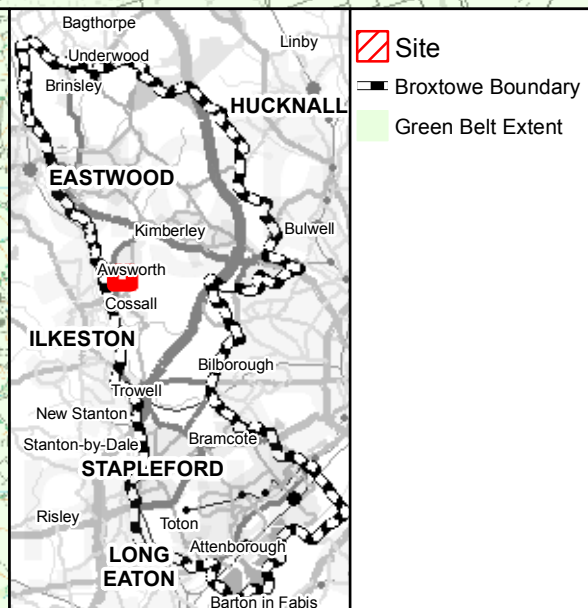 Bagthorpe
Linby
Underwood
Brinsley
HUCKNALL
EASTWOOD
Kimberley
Bulwell
Awsworth
Cossall
ILKESTON
Bilborough
Trowell
New Stanton
Bramcote
Stanton-by-Dale
STAPLEFORD
Risley
Toton
Attenborough
LONG
EATON
Barton in Fabis
Site
Broxtowe Boundary
Green Belt Extent